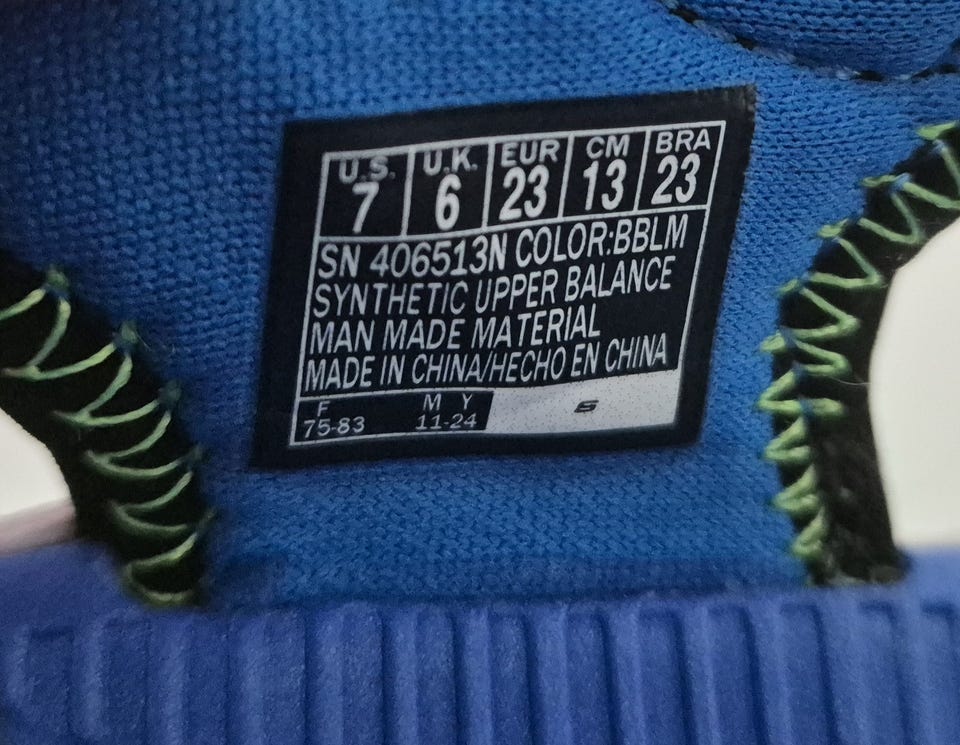 U.S. U.K. EUR CM BRA
7 6 23 13 23
SN 406513N COLOR:BBLM
SYNTHETIC UPPER BALANCE
MAN MADE MATERIAL
MADE IN CHINA/HECHO EN CHINA
F M Y
75-83 11-24